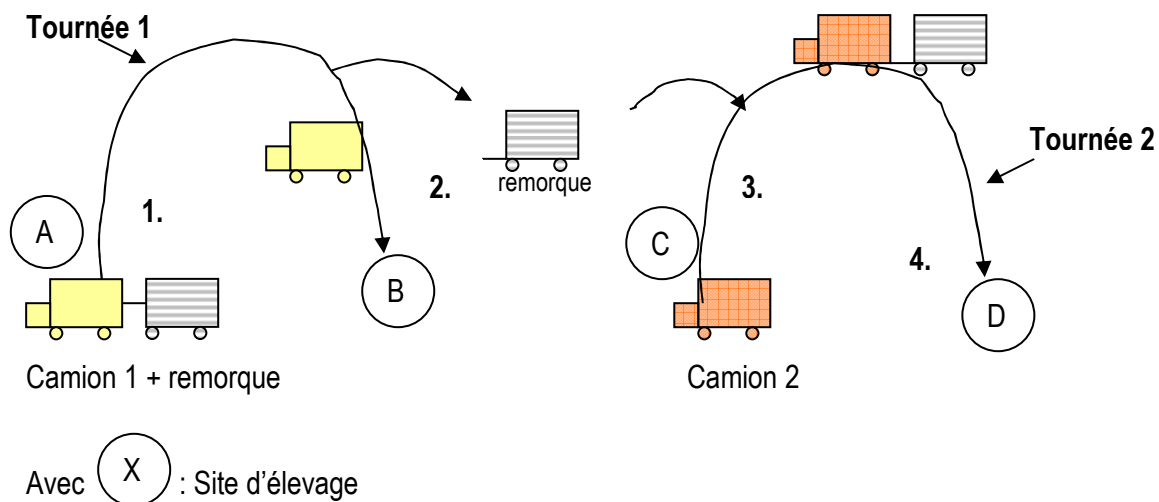 Tournée 1
remorque
Tournée 2
1.
2.
3.
4.
A
B
C
D
Camion 1 + remorque
Camion 2
Avec X : Site d’élevage